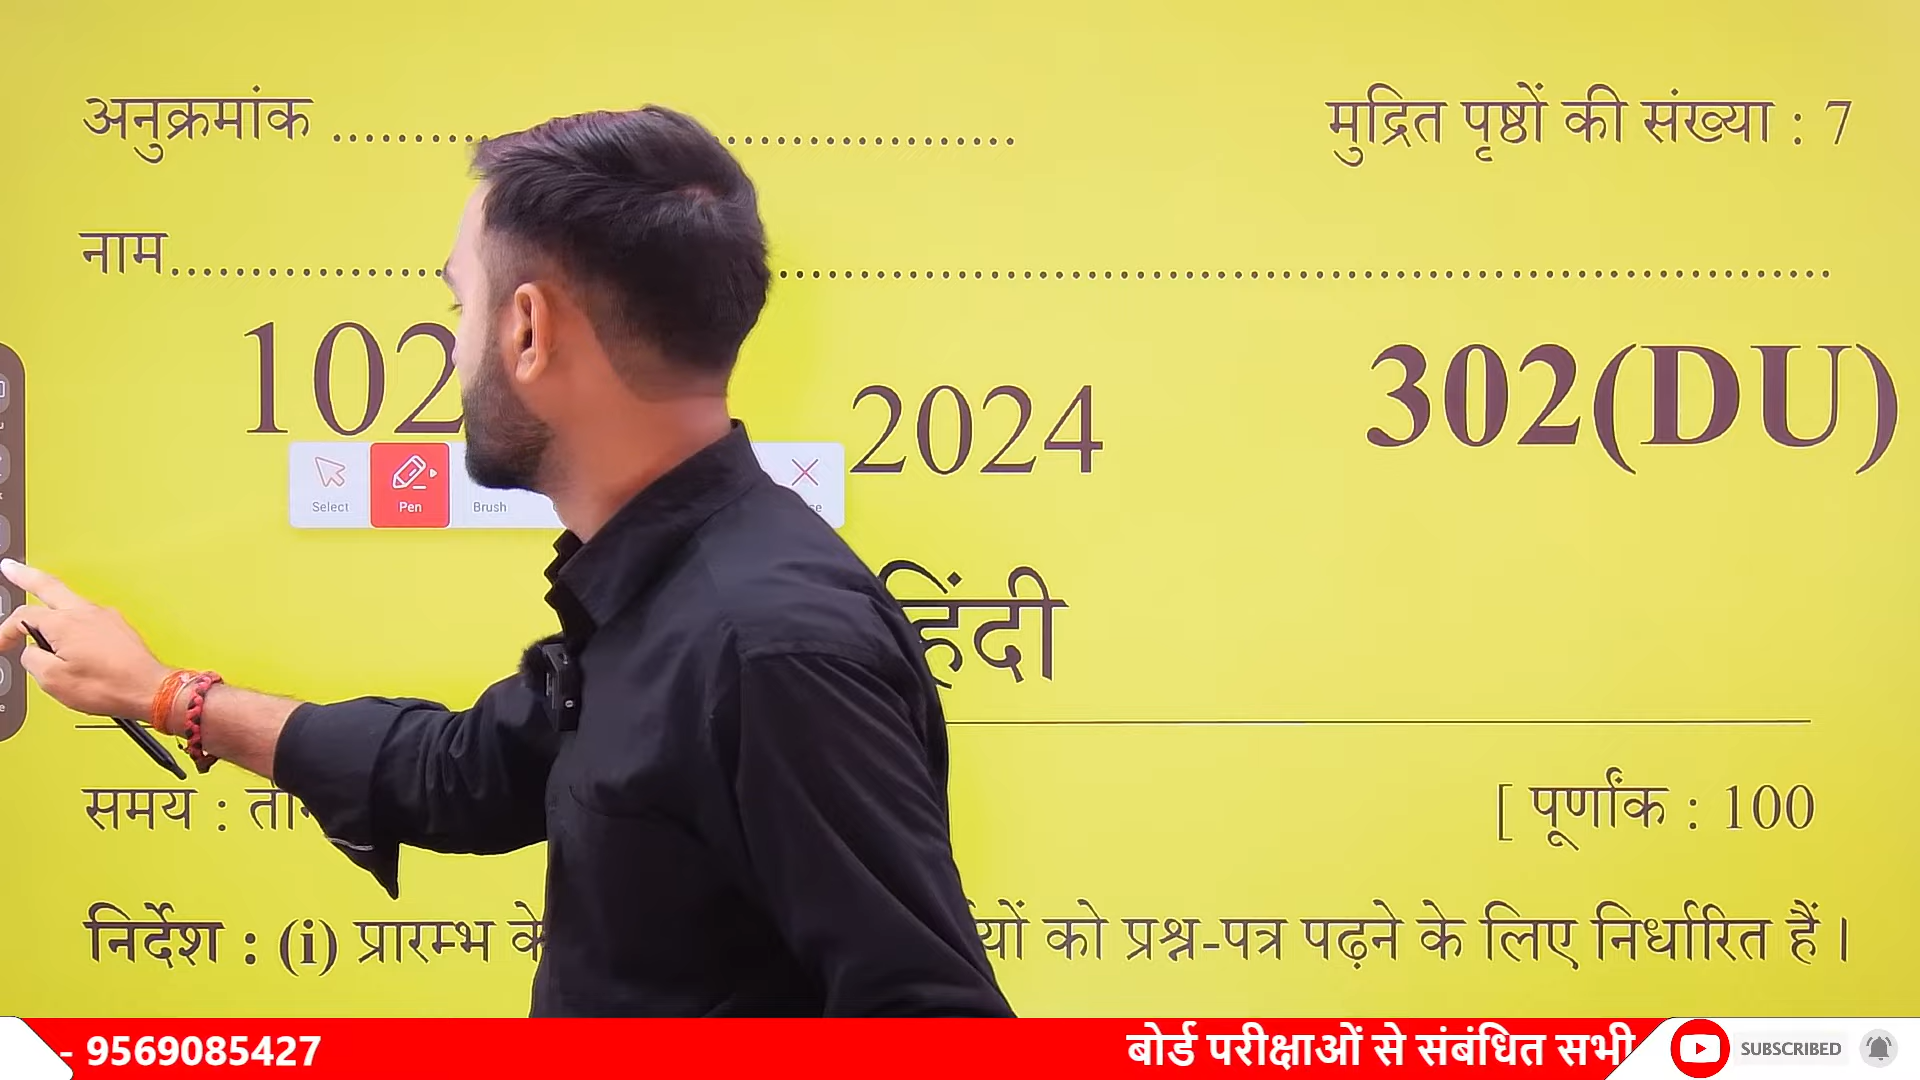 अनुक्रमांक ........................................ मुद्रित पृष्ठों की संख्या : 7
नाम........................................................................
102 2024 302(DU)
Select Pen Brush
हिंदी
समय : [ पूर्णांक : 100
निर्देश : (i) प्रारम्भ के को प्रश्न-पत्र पढ़ने के लिए निर्धारित हैं।
- 9569085427 बोर्ड परीक्षाओं से संबंधित सभी SUBSCRIBED